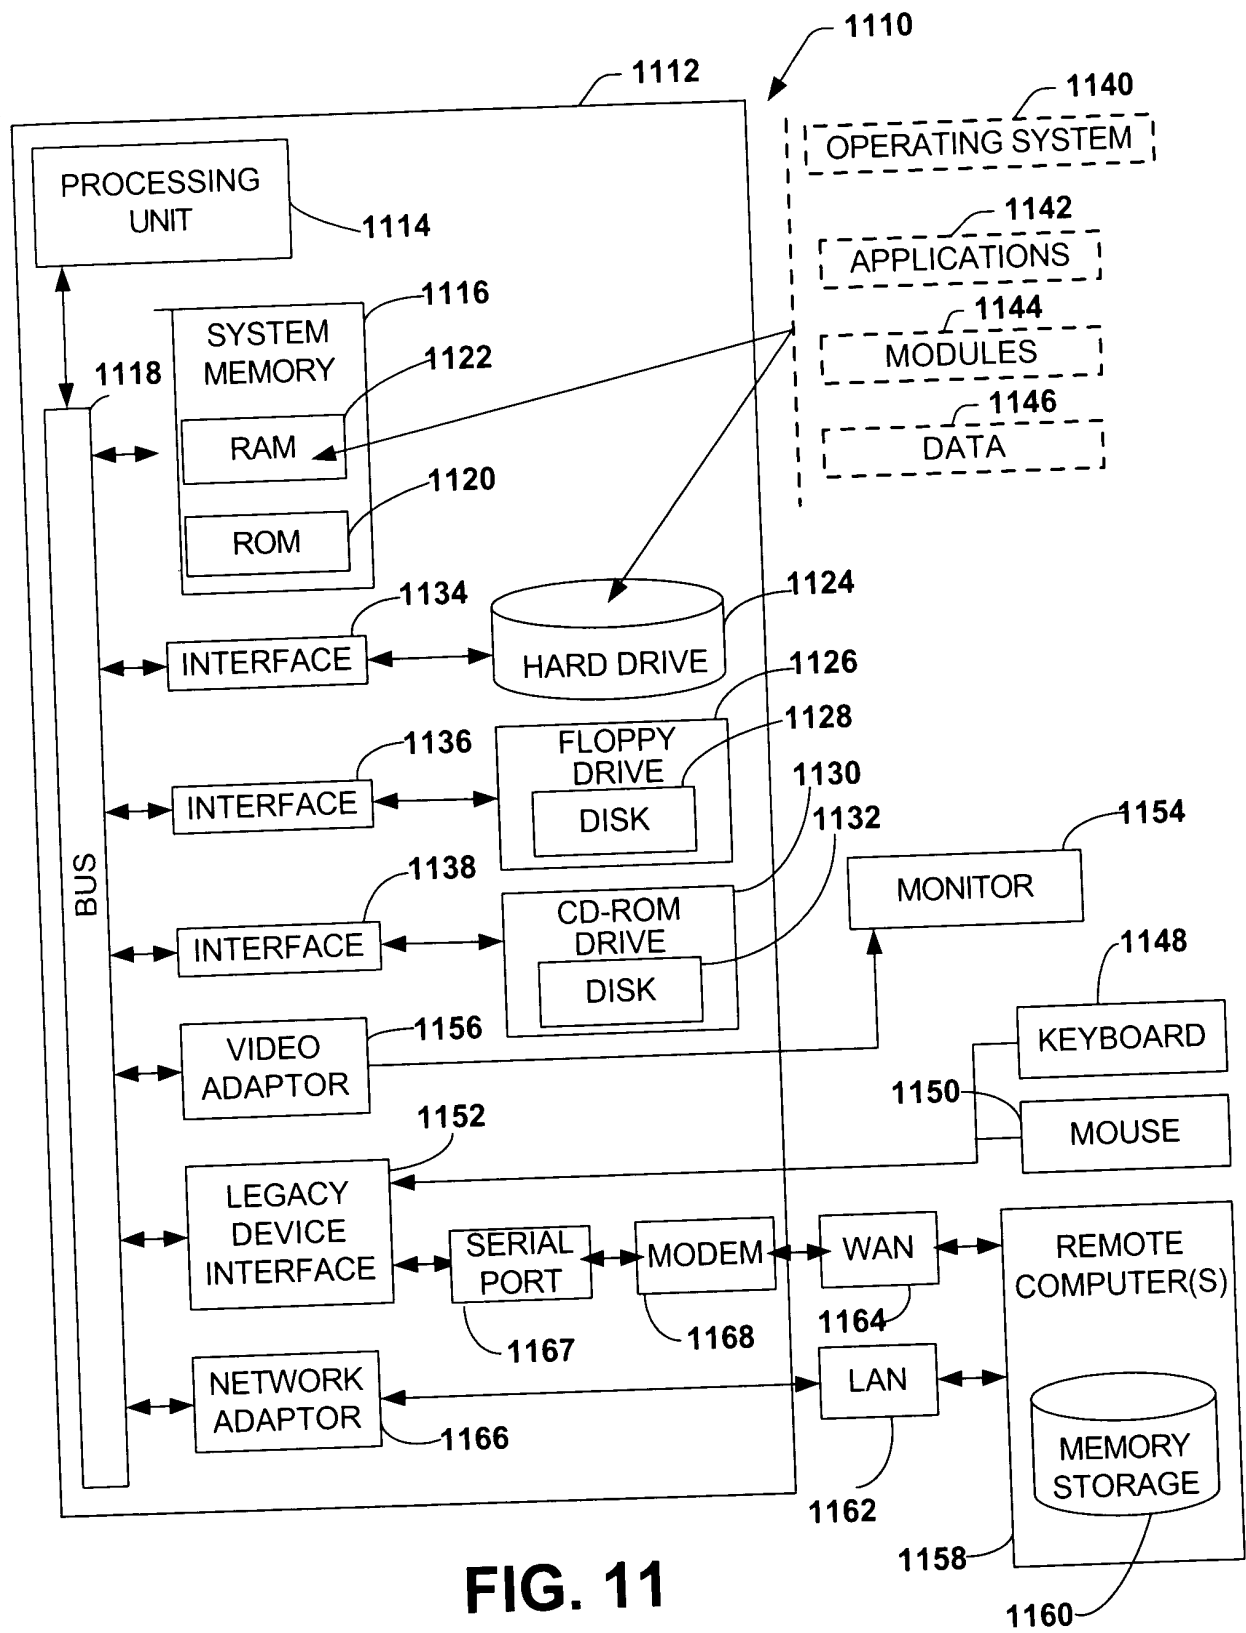 1110
1112
1140
OPERATING SYSTEM
PROCESSING
UNIT
1114
1142
APPLICATIONS
1116
SYSTEM
MEMORY
1144
MODULES
1122
1118
RAM
1146
DATA
1120
ROM
1134
INTERFACE
1124
HARD DRIVE
1126
1128
1136
INTERFACE
FLOPPY
DRIVE
DISK
1130
1132
1154
MONITOR
BUS
1138
INTERFACE
CD-ROM
DRIVE
DISK
1148
KEYBOARD
1156
VIDEO
ADAPTOR
1150
MOUSE
1152
LEGACY
DEVICE
INTERFACE
SERIAL
PORT
MODEM
WAN
REMOTE
COMPUTER(S)
1167
1168
1164
NETWORK
ADAPTOR
1166
LAN
1162
MEMORY
STORAGE
1158
1160
FIG. 11